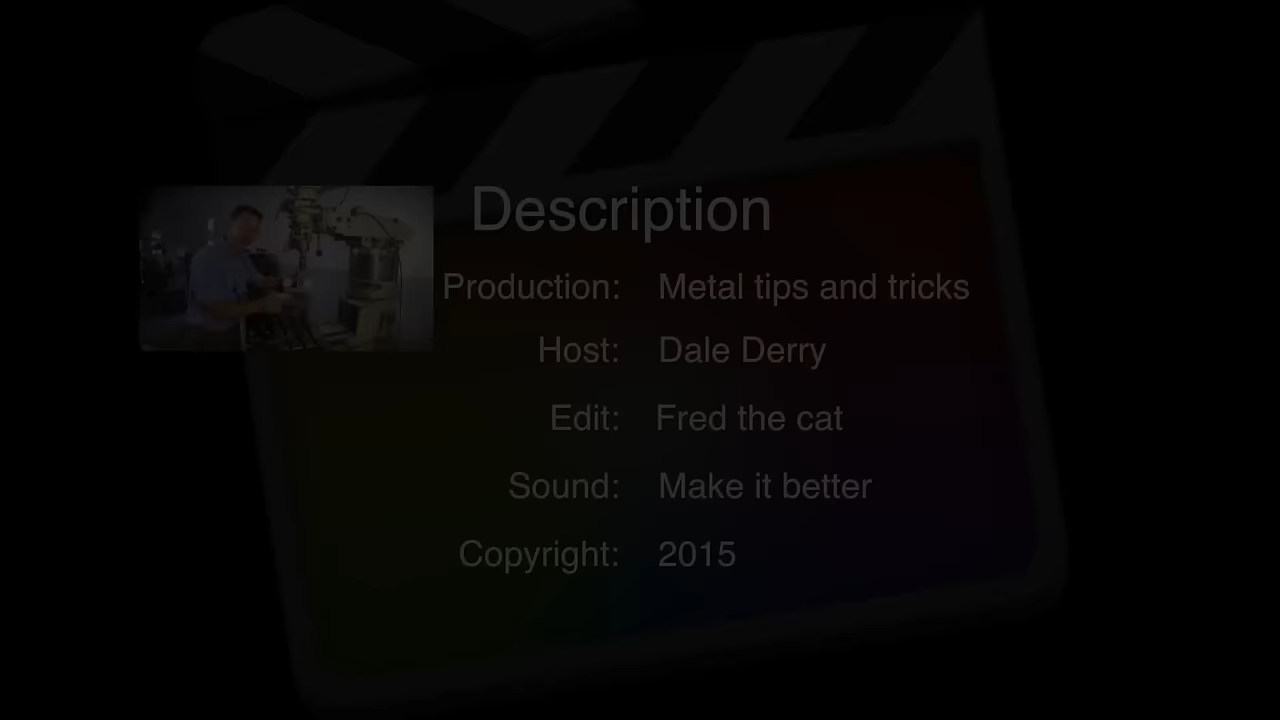 Description
Production: Metal tips and tricks
Host: Dale Derry
Edit: Fred the cat
Sound: Make it better
Copyright: 2015